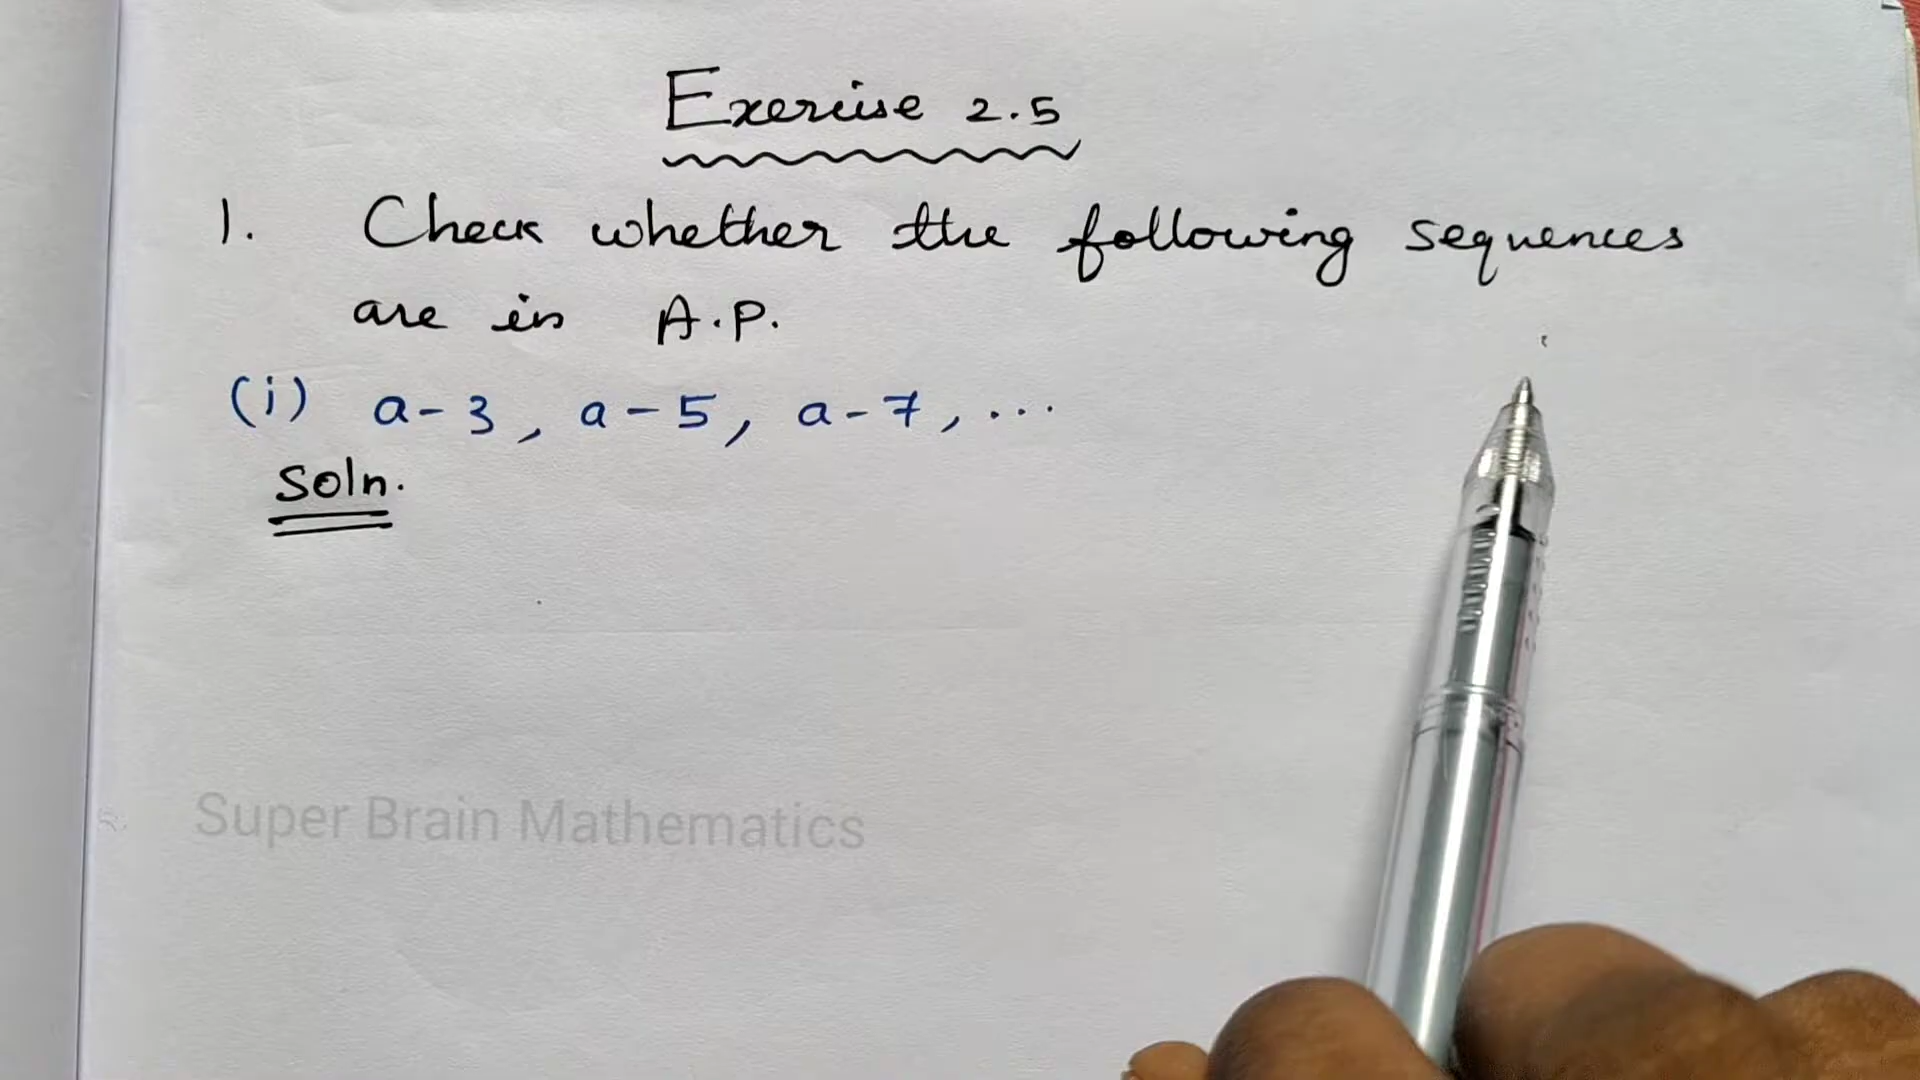 Exercise 2.5
1. Check whether the following sequences
are in A.P.
(i) a-3, a-5, a-7, ...
Soln.
Super Brain Mathematics